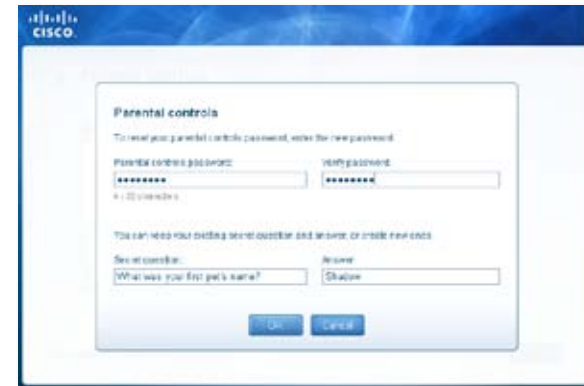 CISCO
Parental controls
To reset your parental controls password, enter the new password.
Parental controls password: Verify password:
•••••••• ••••••••
4 - 32 characters
You can keep your existing secret question and answer, or create new ones.
Secret question: Answer:
What was your first pet's name? Shadow
OK Cancel